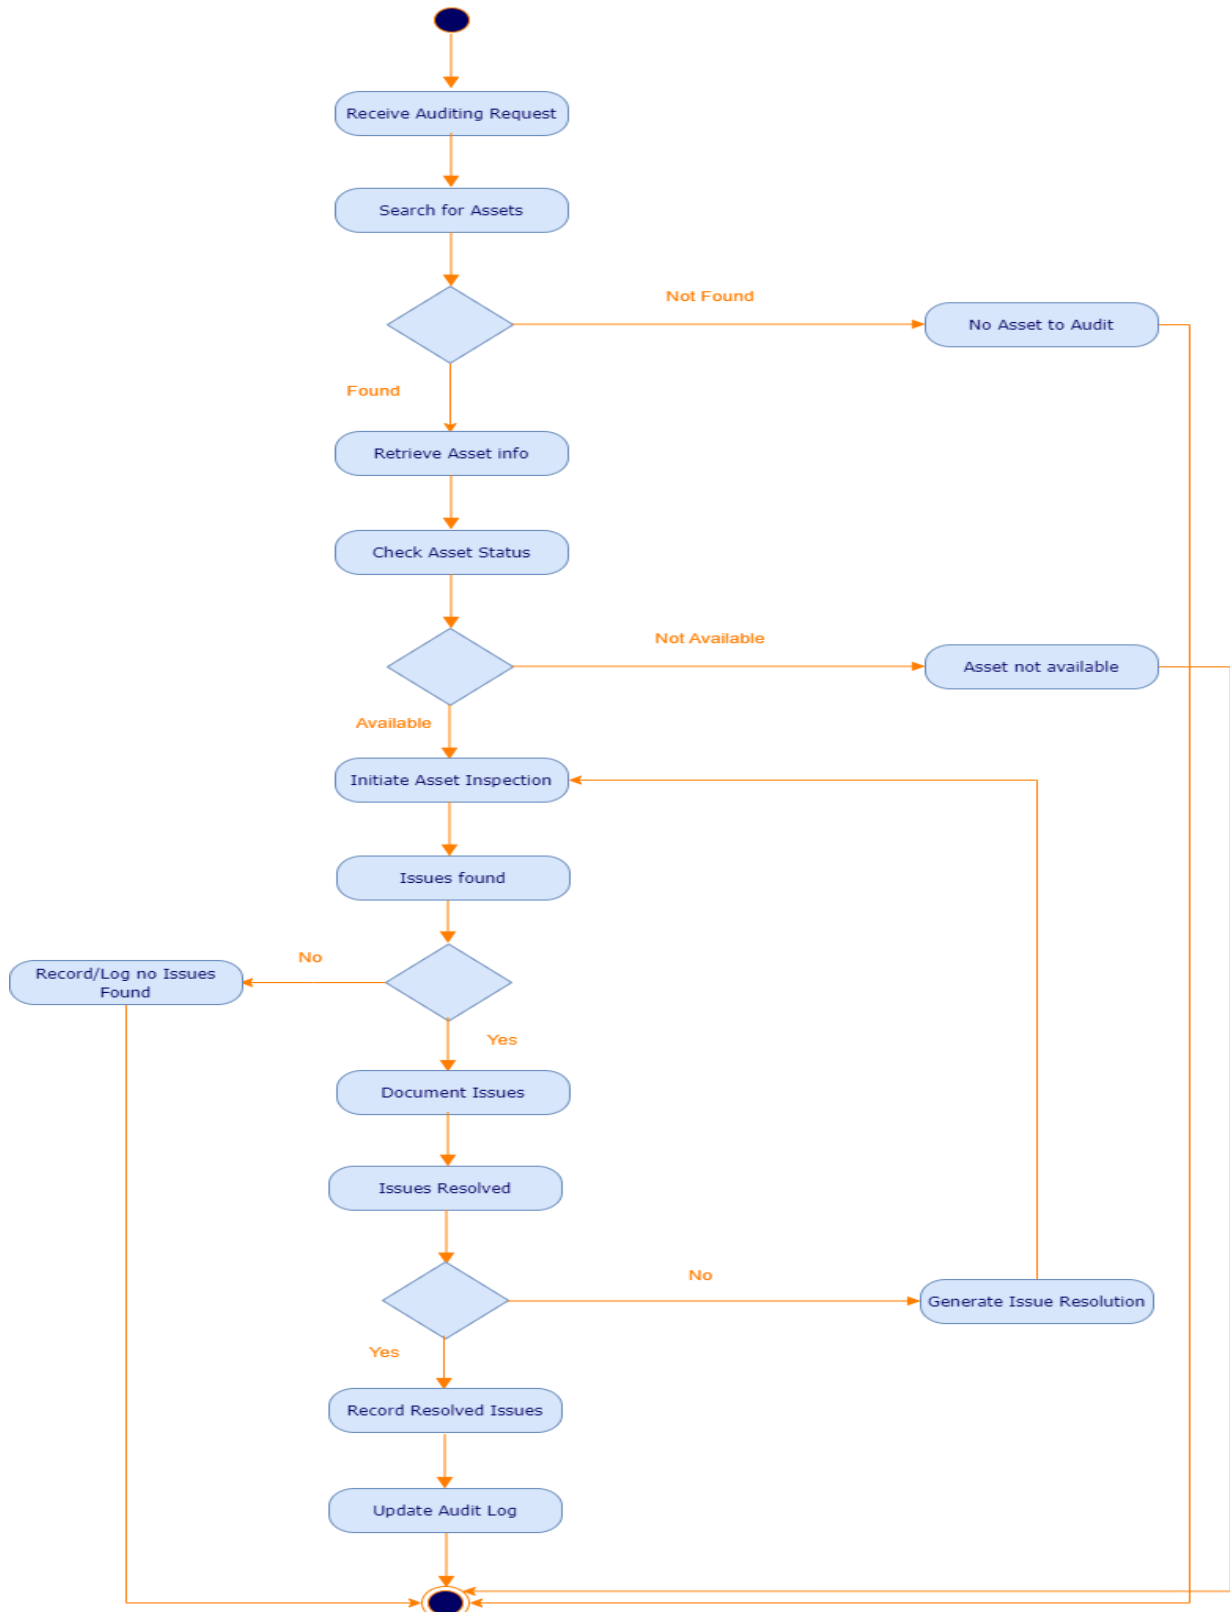 Receive Auditing Request
Search for Assets
Not Found
No Asset to Audit
Found
Retrieve Asset info
Check Asset Status
Not Available
Asset not available
Available
Initiate Asset Inspection
Issues found
No
Record/Log no Issues
Found
Yes
Document Issues
Issues Resolved
No
Generate Issue Resolution
Yes
Record Resolved Issues
Update Audit Log